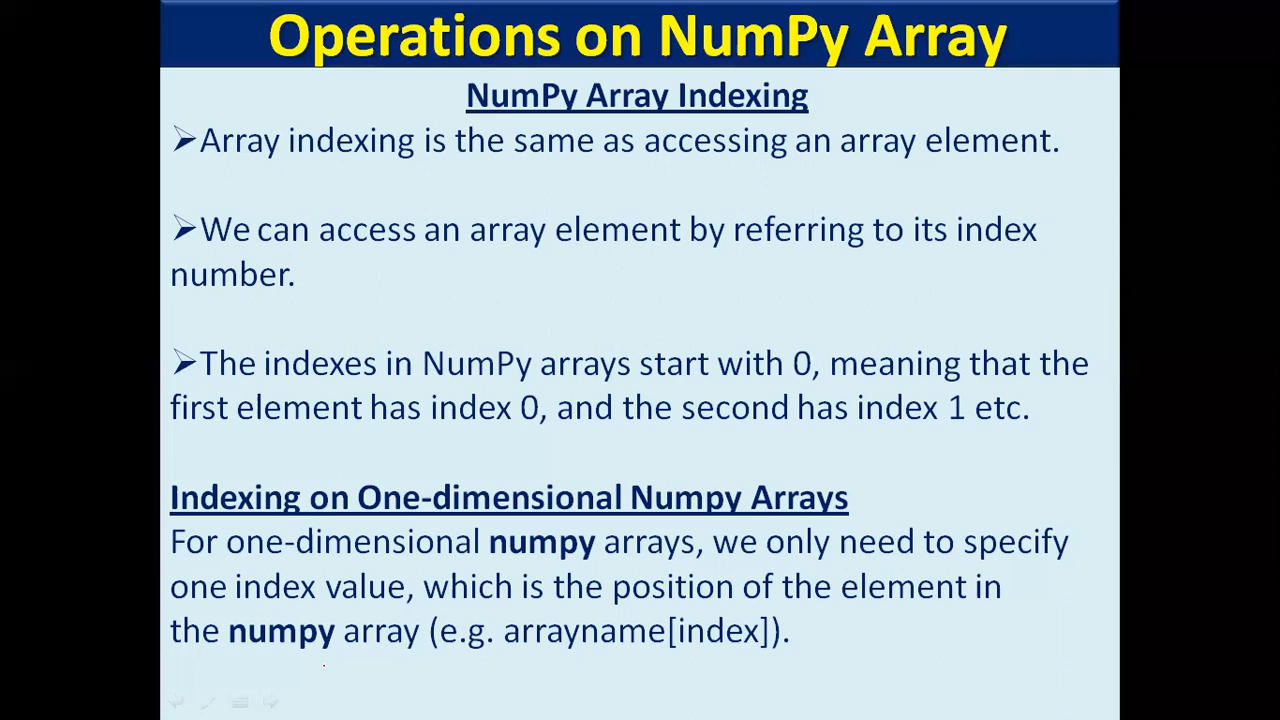 Operations on NumPy Array
NumPy Array Indexing
➢Array indexing is the same as accessing an array element.
➢We can access an array element by referring to its index
number.
➢The indexes in NumPy arrays start with 0, meaning that the
first element has index 0, and the second has index 1 etc.
Indexing on One-dimensional Numpy Arrays
For one-dimensional numpy arrays, we only need to specify
one index value, which is the position of the element in
the numpy array (e.g. arrayname[index]).